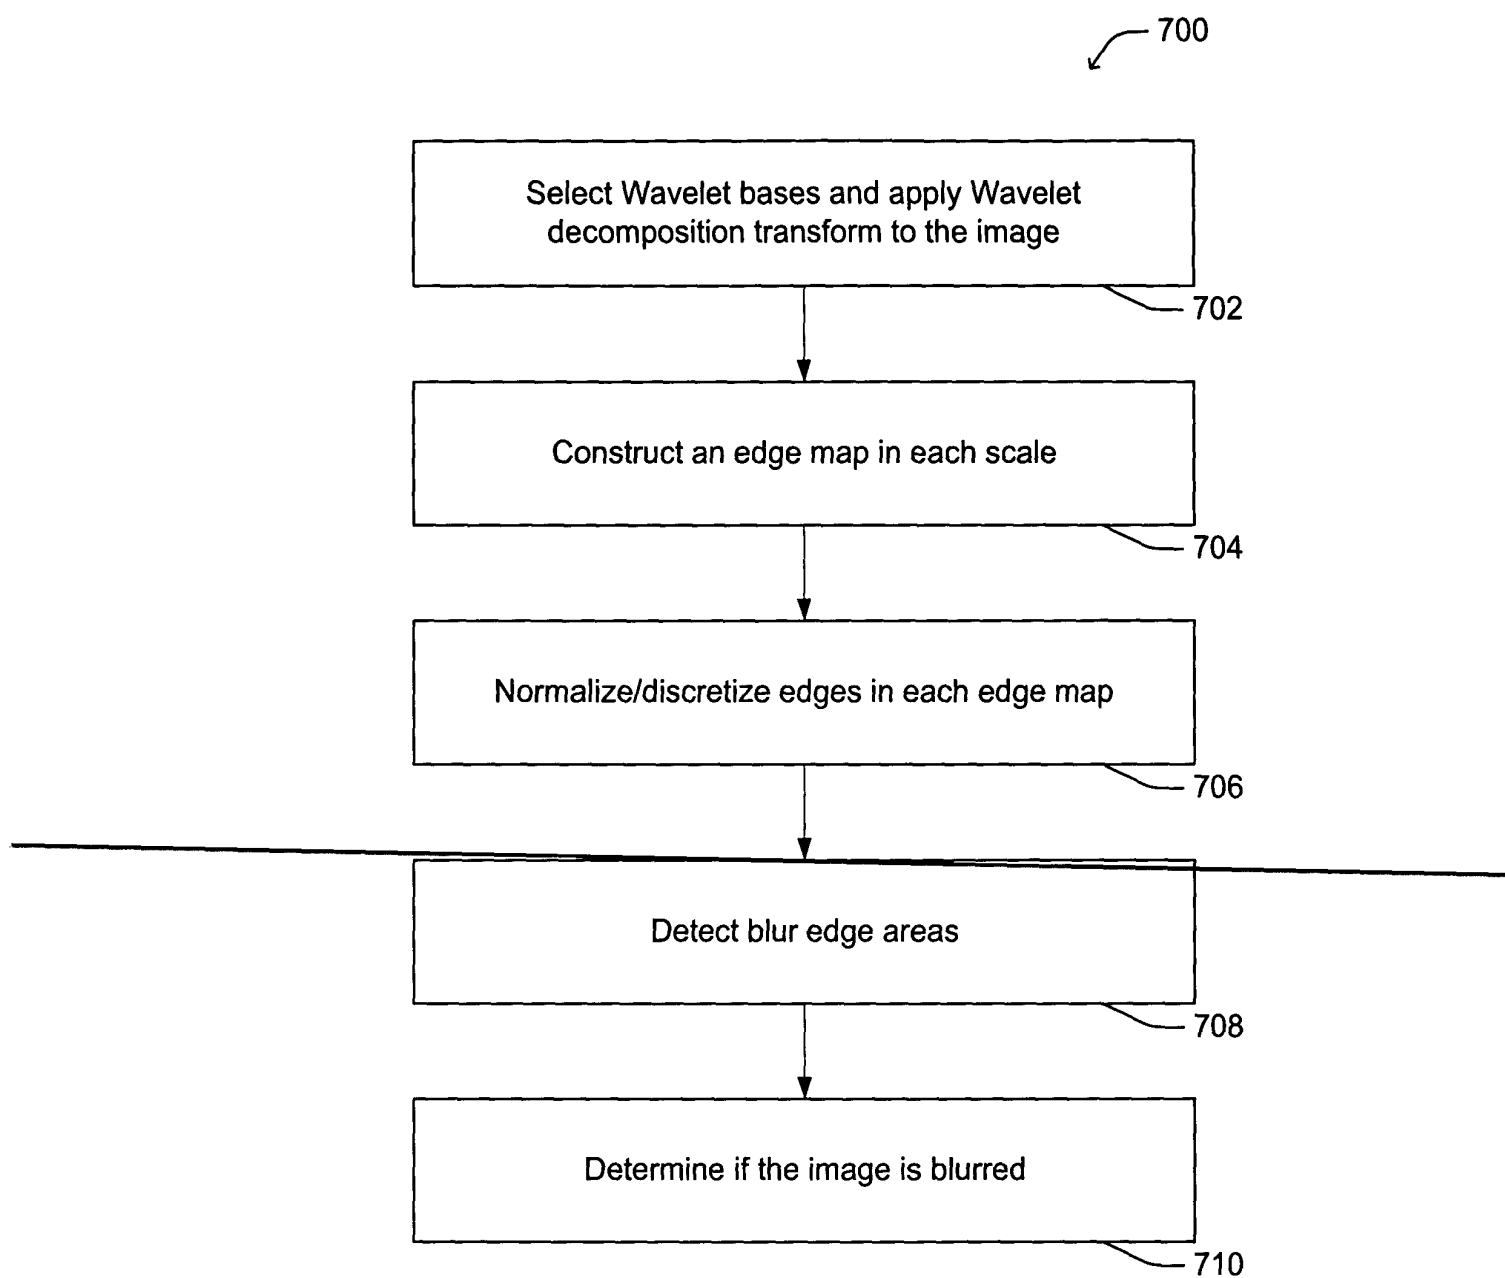 700
Select Wavelet bases and apply Wavelet
decomposition transform to the image
702
Construct an edge map in each scale
704
Normalize/discretize edges in each edge map
706
Detect blur edge areas
708
Determine if the image is blurred
710